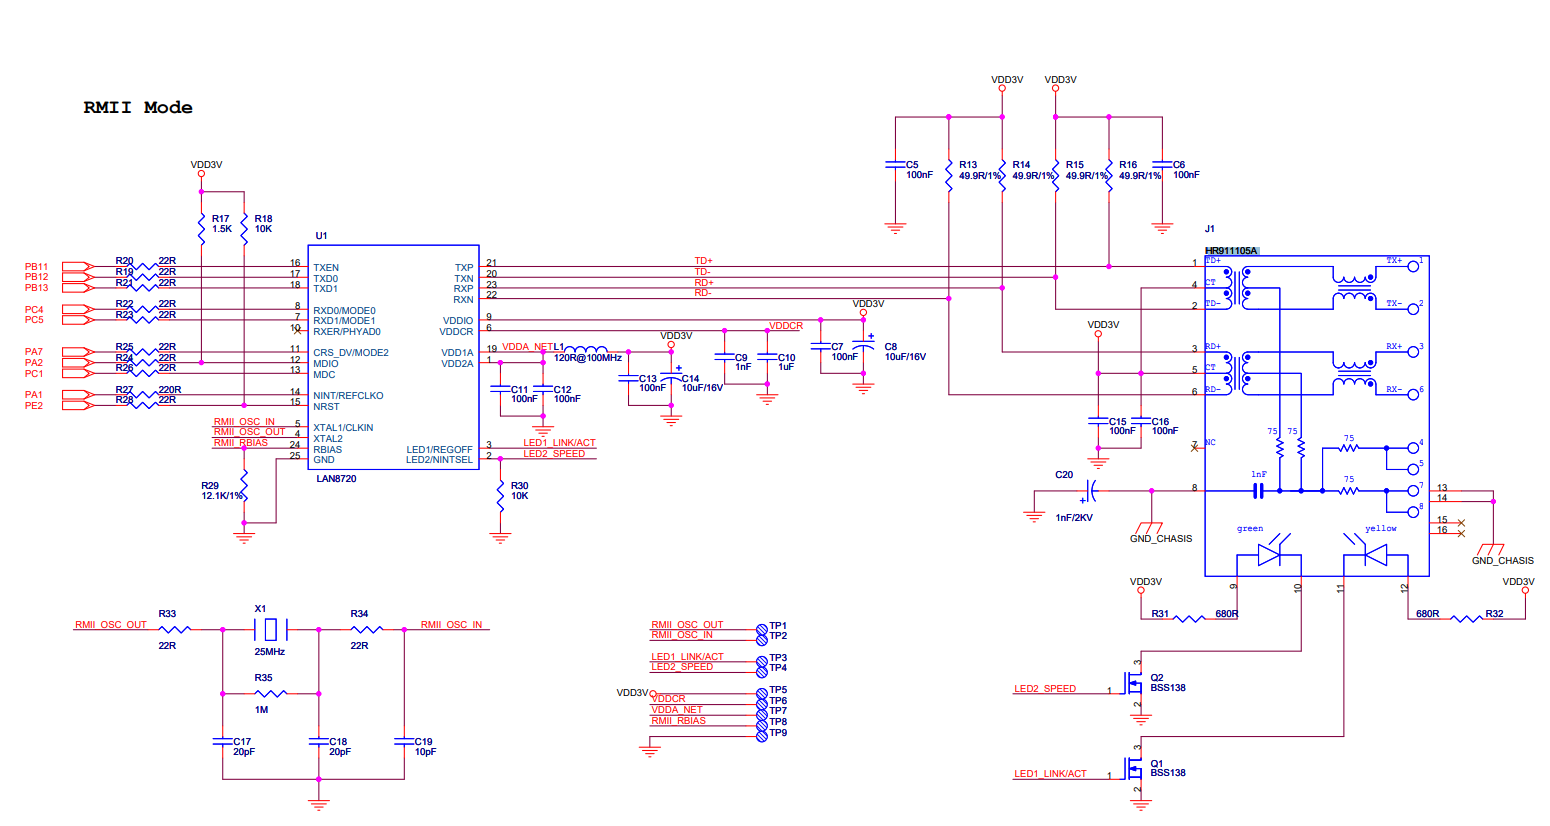 RMII Mode
VDD3V
VDD3V
VDD3V
C5
100nF
R13
49.9R/1%
R14
49.9R/1%
R15
49.9R/1%
R16
49.9R/1%
C6
100nF
R17
1.5K
R18
10K
U1
J1
HR911105A
PB11
R20
22R
16
TXEN
TXP
21
TD+
PB12
R19
22R
17
TXD0
TXN
20
TD-
PB13
R21
22R
18
TXD1
RXP
23
RD+
RXN
22
RD-
PC4
R22
22R
8
RXD0/MODE0
PC5
R23
22R
7
RXD1/MODE1
VDDIO
9
10
RXER/PHYAD0
VDDCR
6
VDDCR
VDD3V
PA7
R25
22R
11
CRS_DV/MODE2
VDD1A
19
VDDA_NET
L1
120R@100MHz
VDD3V
PA2
R24
22R
12
MDIO
VDD2A
1
PC1
R26
22R
13
MDC
PA1
R27
220R
14
NINT/REFCLKO
PE2
R28
22R
15
NRST
RMII_OSC_IN
5
XTAL1/CLKIN
RMII_OSC_OUT
4
XTAL2
RMII_RBIAS
24
RBIAS
LED1/REGOFF
3
LED1_LINK/ACT
25
GND
LED2/NINTSEL
2
LED2_SPEED
LAN8720
R29
12.1K/1%
R30
10K
C11
100nF
C12
100nF
C13
100nF
C14
10uF/16V
C9
1nF
C10
1uF
C7
100nF
C8
10uF/16V
1
TD+
TX+
1
4
CT
2
TD-
TX-
2
VDD3V
3
RD+
RX+
3
5
CT
6
RD-
RX-
6
C15
100nF
C16
100nF
7
NC
75
75
75
4
5
C20
1nF/2KV
8
1nF
75
7
8
13
14
15
16
GND_CHASIS
GND_CHASIS
green
yellow
9
10
11
12
VDD3V
R31
680R
680R
R32
VDD3V
RMII_OSC_OUT
R33
22R
X1
25MHz
R34
22R
RMII_OSC_IN
R35
1M
C17
20pF
C18
20pF
C19
10pF
RMII_OSC_OUT
TP1
RMII_OSC_IN
TP2
LED1_LINK/ACT
TP3
LED2_SPEED
TP4
VDD3V
TP5
VDDCR
TP6
VDDA_NET
TP7
RMII_RBIAS
TP8
TP9
LED2_SPEED
1
3
2
Q2
BSS138
LED1_LINK/ACT
1
3
2
Q1
BSS138